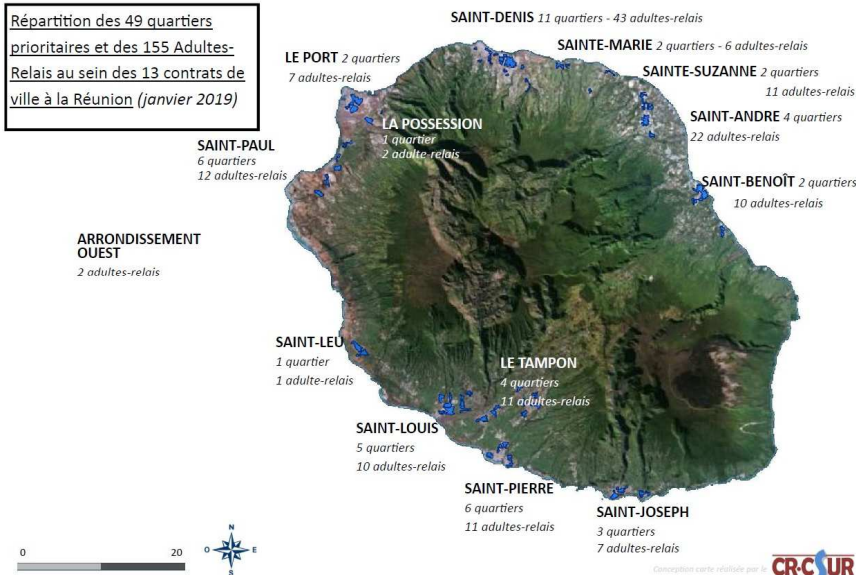 Répartition des 49 quartiers
prioritaires et des 155 Adultes-
Relais au sein des 13 contrats de
ville à la Réunion (janvier 2019)
SAINT-DENIS 11 quartiers - 43 adultes-relais
SAINTE-MARIE 2 quartiers - 6 adultes-relais
LE PORT 2 quartiers
7 adultes-relais
SAINTE-SUZANNE 2 quartiers
11 adultes-relais
LA POSSESSION
1 quartier
2 adulte-relais
SAINT-ANDRE 4 quartiers
22 adultes-relais
SAINT-PAUL
6 quartiers
12 adultes-relais
SAINT-BENOÎT 2 quartiers
10 adultes-relais
ARRONDISSEMENT
OUEST
2 adultes-relais
SAINT-LEU
1 quartier
1 adulte-relais
LE TAMPON
4 quartiers
11 adultes-relais
SAINT-LOUIS
5 quartiers
10 adultes-relais
SAINT-PIERRE
6 quartiers
11 adultes-relais
SAINT-JOSEPH
3 quartiers
7 adultes-relais
0 20
N
O E
S
Conception carte réalisée par le CR-CSUR